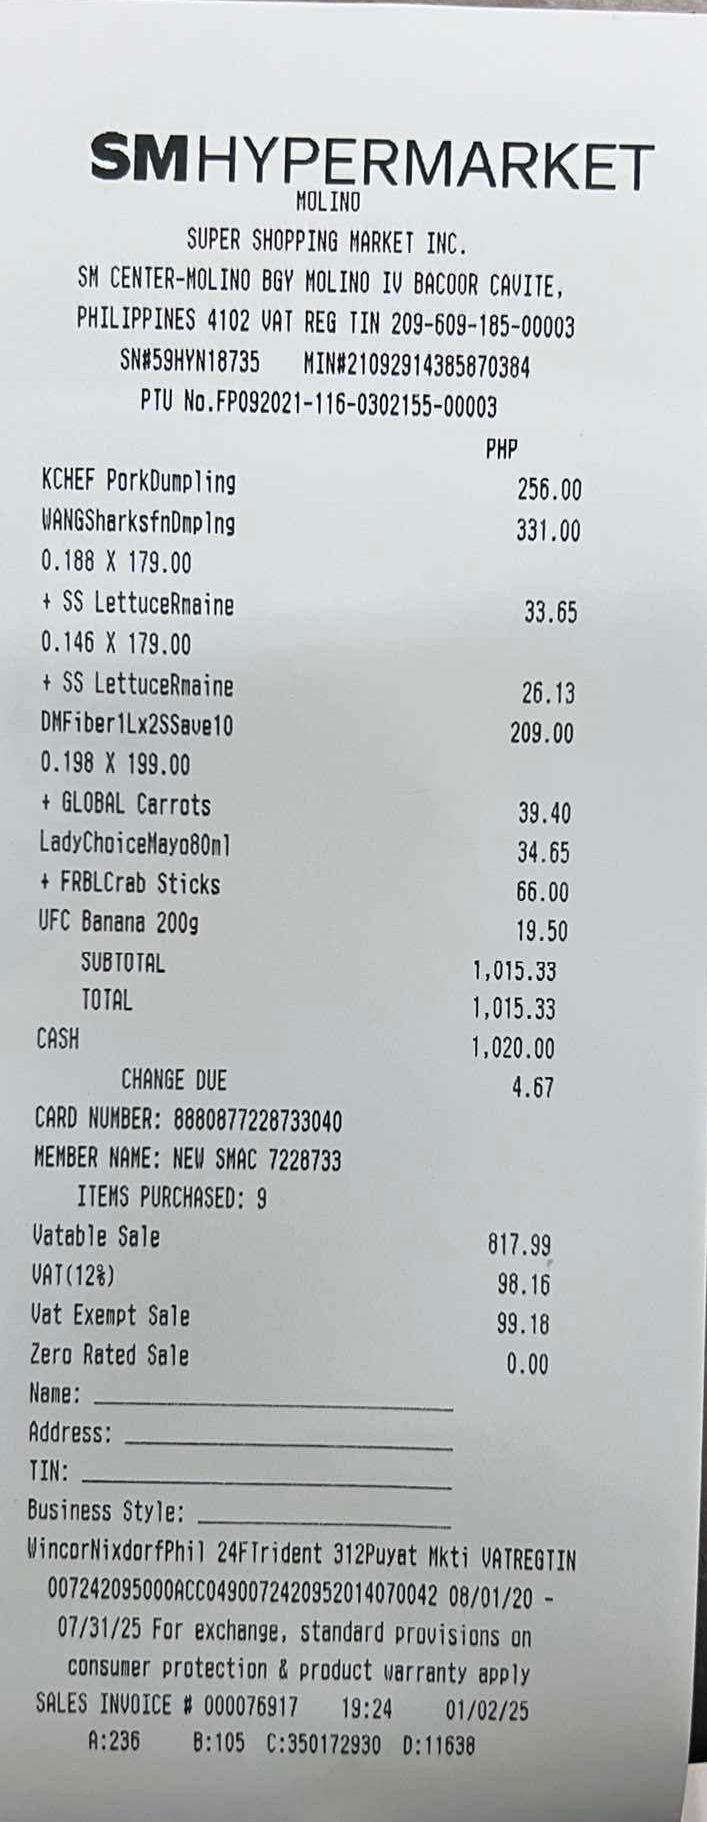 SMHYPERMARKET
MOLINO
SUPER SHOPPING MARKET INC.
SM CENTER-MOLINO BGY MOLINO IV BACOOR CAVITE,
PHILIPPINES 4102 VAT REG TIN 209-609-185-00003
SN#59HYN18735 MIN#21092914385870384
PTU No.FP092021-116-0302155-00003
PHP
KCHEF PorkDumpling 256.00
WANGSharksfnDmplng 331.00
0.188 X 179.00
+ SS LettuceRmaine 33.65
0.146 X 179.00
+ SS LettuceRmaine 26.13
DMFiber1Lx2SSave10 209.00
0.198 X 199.00
+ GLOBAL Carrots 39.40
LadyChoiceMayo80ml 34.65
+ FRBLCrab Sticks 66.00
UFC Banana 200g 19.50
SUBTOTAL 1,015.33
TOTAL 1,015.33
CASH 1,020.00
CHANGE DUE 4.67
CARD NUMBER: 8880877228733040
MEMBER NAME: NEW SMAC 7228733
ITEMS PURCHASED: 9
Vatable Sale 817.99
VAT(12%) 98.16
Vat Exempt Sale 99.18
Zero Rated Sale 0.00
Name:
Address:
TIN:
Business Style:
WincorNixdorfPhil 24FTrident 312Puyat Mkti VATREGTIN
007242095000ACC0490072420952014070042 08/01/20 -
07/31/25 For exchange, standard provisions on
consumer protection & product warranty apply
SALES INVOICE # 000076917 19:24 01/02/25
A:236 B:105 C:350172930 D:11638